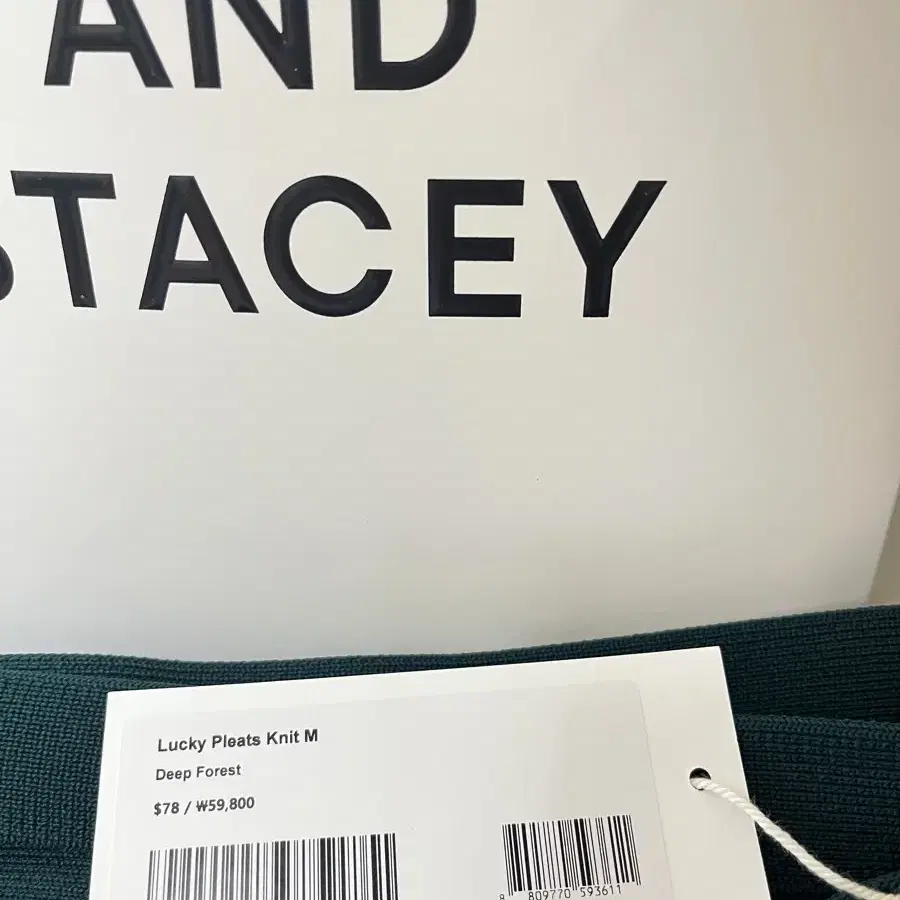 AND
STACEY
Lucky Pleats Knit M
Deep Forest
$78 / ₩59,800
8 809770 593611